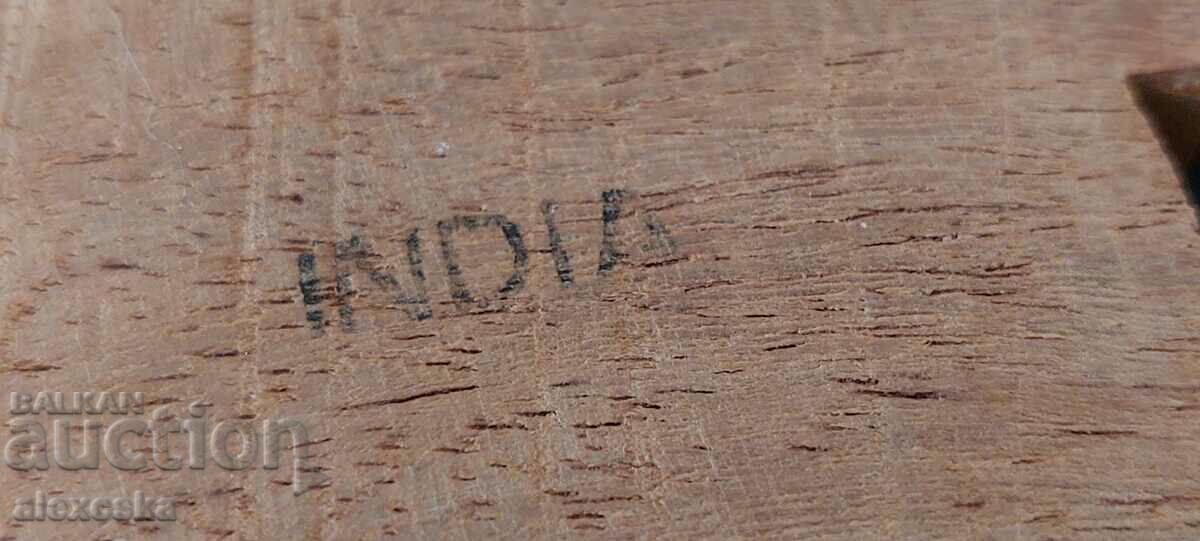 INDIA
BALKAN
auction
alexcska